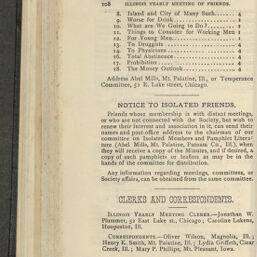 108 ILLINOIS YEARLY MEETING OF FRIENDS.
8. Island and City of Many Such 4
9. Worse for Drink 1
10. What are We Going to Do? 2
11. Things to Consider for Working Men 1
12. For Young Men 4
13. To Druggists 4
14. To Physicians 4
16. Total Abstinence 4
17. Prohibition 4
18. The Money Outlook 4
Address Abel Mills, Mt. Palatine, Ill., or Temperance
Committee, 51 E. Lake street, Chicago.
NOTICE TO ISOLATED FRIENDS.
Friends whose membership is with distant meetings,
or who are not connected with the Society, but wish to
renew their interest and association in it, can send their
names and post-office address to the chairman of our
committee on Isolated Members and Pamphlet Litera-
ture (Abel Mills, Mt. Palatine, Putnam Co., Ill.), when
they will receive a copy of the Minutes, and if desired, a
copy of such pamphlets or leaflets as may be in the
hands of the committee for distribution.
Any information regarding meetings, committees, or
Society affairs, can be obtained from the same committee.
CLERKS AND CORRESPONDENTS.
ILLINOIS YEARLY MEETING CLERKS.—Jonathan W.
Plummer, 52 East Lake st., Chicago; Caroline Lukens,
Hoopeston, Ill.
CORRESPONDENTS.—Oliver Wilson, Magnolia, Ill.;
Henry K. Smith, Mt. Palatine, Ill.; Lydia Griffith, Clear
Creek, Ill.; Mary P. Phillips, Mt. Pleasant, Iowa.